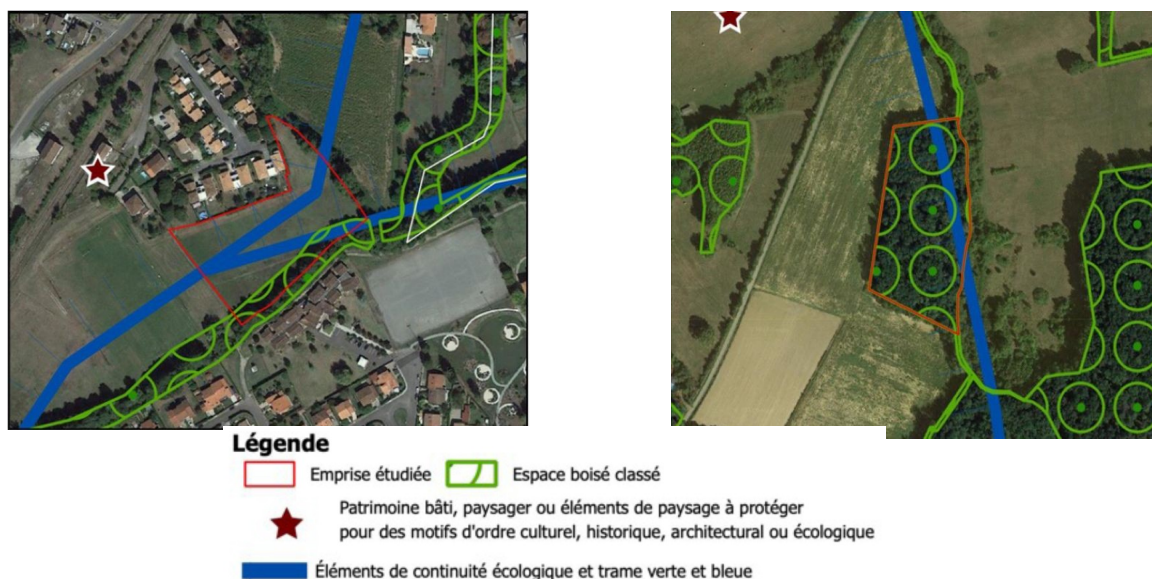 Légende
Emprise étudiée
Espace boisé classé
Patrimoine bâti, paysager ou éléments de paysage à protéger
pour des motifs d'ordre culturel, historique, architectural ou écologique
Éléments de continuité écologique et trame verte et bleue